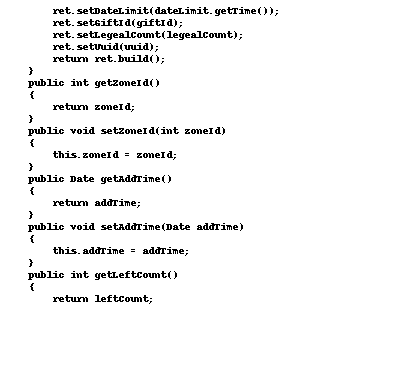 ret.setDateLimit(dateLimit.getTime());
ret.setGiftId(giftId);
ret.setLegealCount(legealCount);
ret.setUuid(uuid);
return ret.build();
}
public int getZoneId()
{
return zoneId;
}
public void setZoneId(int zoneId)
{
this.zoneId = zoneId;
}
public Date getAddTime()
{
return addTime;
}
public void setAddTime(Date addTime)
{
this.addTime = addTime;
}
public int getLeftCount()
{
return leftCount;